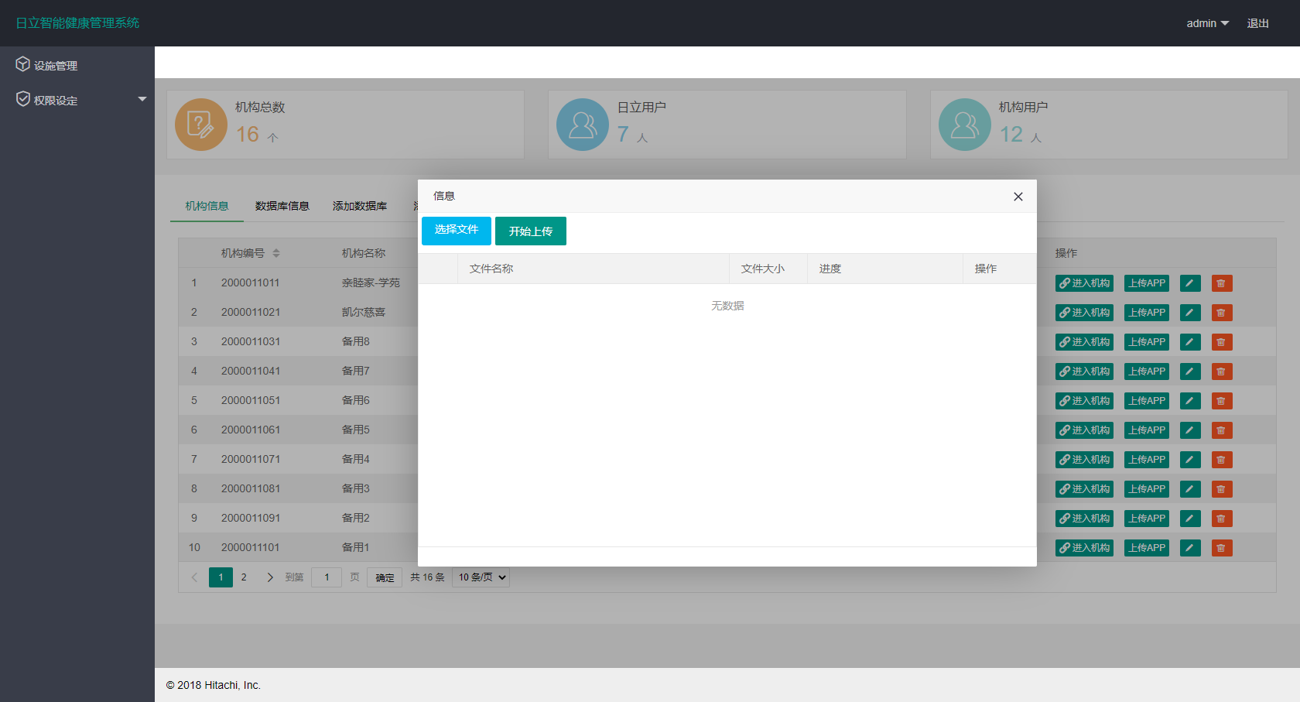 日立智能健康管理系统
admin 退出
设施管理
权限设定
机构总数
16 个
日立用户
7 人
机构用户
12 人
机构信息 数据库信息 添加数据库
信息
选择文件 开始上传
文件名称 文件大小 进度 操作
无数据
机构编号 机构名称 操作
1 2000011011 亲睦家-学苑 进入机构 上传APP
2 2000011021 凯尔慈喜 进入机构 上传APP
3 2000011031 备用8 进入机构 上传APP
4 2000011041 备用7 进入机构 上传APP
5 2000011051 备用6 进入机构 上传APP
6 2000011061 备用5 进入机构 上传APP
7 2000011071 备用4 进入机构 上传APP
8 2000011081 备用3 进入机构 上传APP
9 2000011091 备用2 进入机构 上传APP
10 2000011101 备用1 进入机构 上传APP
1 2 到第 1 页 确定 共 16 条 10 条/页
© 2018 Hitachi, Inc.